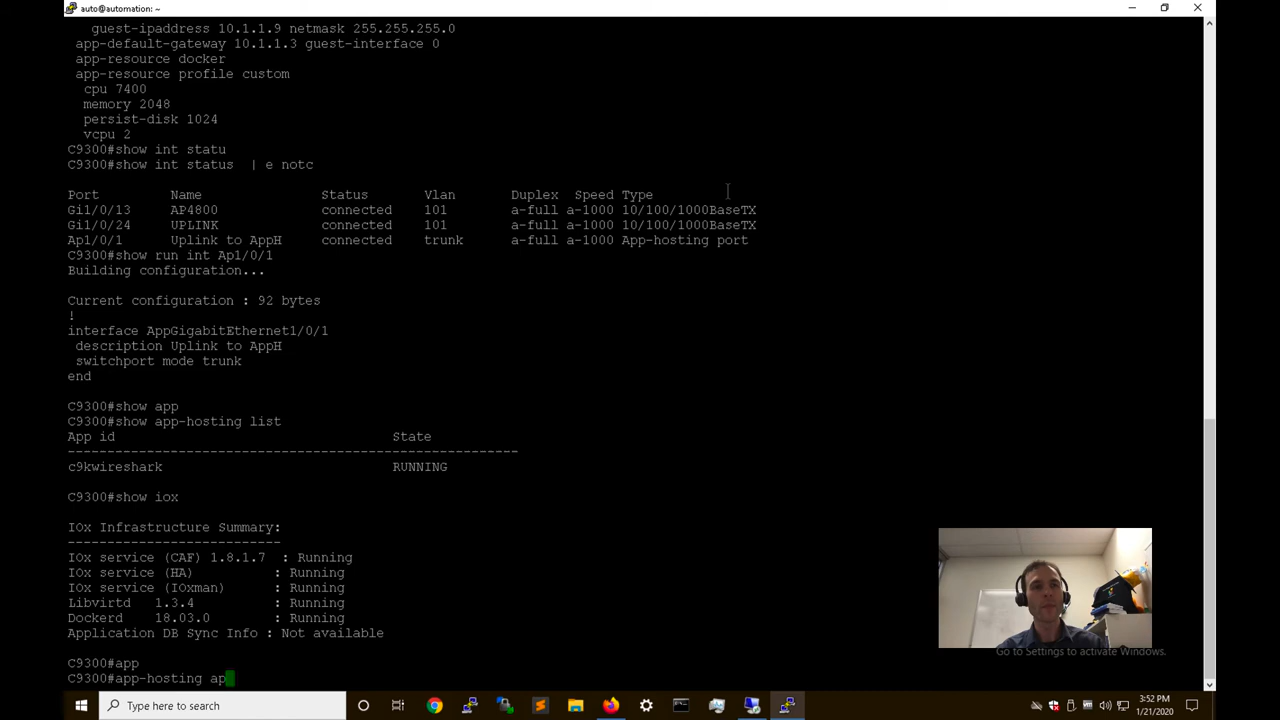 auto@automation: ~
guest-ipaddress 10.1.1.9 netmask 255.255.255.0
app-default-gateway 10.1.1.3 guest-interface 0
app-resource docker
app-resource profile custom
cpu 7400
memory 2048
persist-disk 1024
vcpu 2
C9300#show int statu
C9300#show int status  | e notc
Port Name Status Vlan Duplex Speed Type
Gi1/0/13 AP4800 connected 101 a-full a-1000 10/100/1000BaseTX
Gi1/0/24 UPLINK connected 101 a-full a-1000 10/100/1000BaseTX
Ap1/0/1 Uplink to AppH connected trunk a-full a-1000 App-hosting port
C9300#show run int Ap1/0/1
Building configuration...
Current configuration : 92 bytes
!
interface AppGigabitEthernet1/0/1
description Uplink to AppH
switchport mode trunk
end
C9300#show app
C9300#show app-hosting list
App id State
---------------------------------------------------------
c9kwireshark RUNNING
C9300#show iox
IOx Infrastructure Summary:
---------------------------
IOx service (CAF) 1.8.1.7 : Running
IOx service (HA) : Running
IOx service (IOxman) : Running
Libvirtd 1.3.4 : Running
Dockerd 18.03.0 : Running
Application DB Sync Info : Not available
C9300#app
C9300#app-hosting ap
Go to Settings to activate Windows.
Type here to search
3:52 PM
1/21/2020